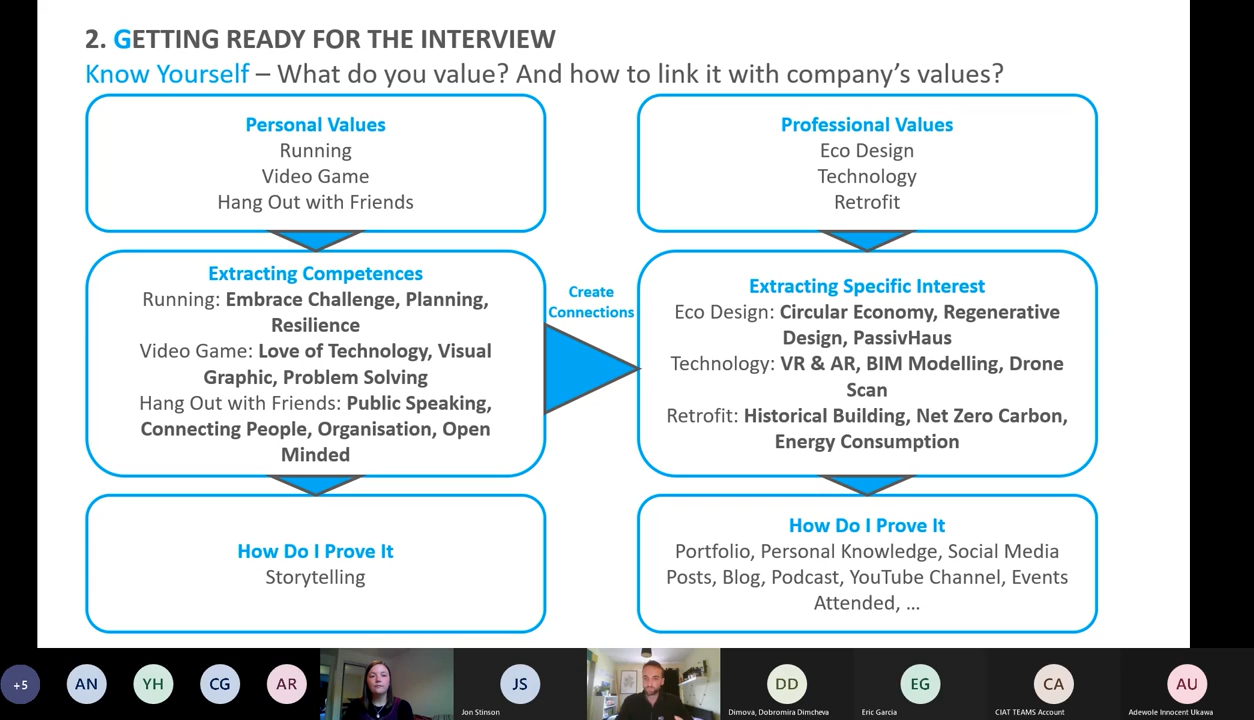 2. GETTING READY FOR THE INTERVIEW
Know Yourself – What do you value? And how to link it with company's values?
Personal Values
Running
Video Game
Hang Out with Friends
Professional Values
Eco Design
Technology
Retrofit
Extracting Competences
Running: Embrace Challenge, Planning,
Resilience
Video Game: Love of Technology, Visual
Graphic, Problem Solving
Hang Out with Friends: Public Speaking,
Connecting People, Organisation, Open
Minded
Create
Connections
Extracting Specific Interest
Eco Design: Circular Economy, Regenerative
Design, PassivHaus
Technology: VR & AR, BIM Modelling, Drone
Scan
Retrofit: Historical Building, Net Zero Carbon,
Energy Consumption
How Do I Prove It
Storytelling
How Do I Prove It
Portfolio, Personal Knowledge, Social Media
Posts, Blog, Podcast, YouTube Channel, Events
Attended, ...
+5
AN
YH
CG
AR
JS
Jon Stinson
DD
Dimova, Dobromira Dimcheva
EG
Eric Garcia
CA
CIAT TEAMS Account
AU
Adewole Innocent Ukawa